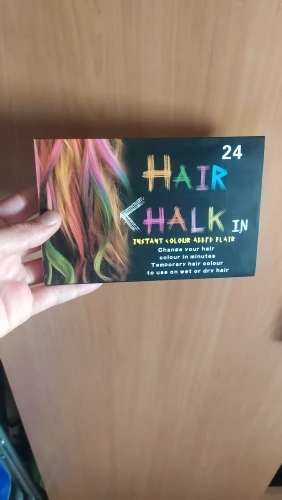 24
HAIR
CHALK IN
INSTANT COLOUR ADDED FLAIR
Change your hair
colour in minutes
Temporary hair colour
to use on wet or dry hair